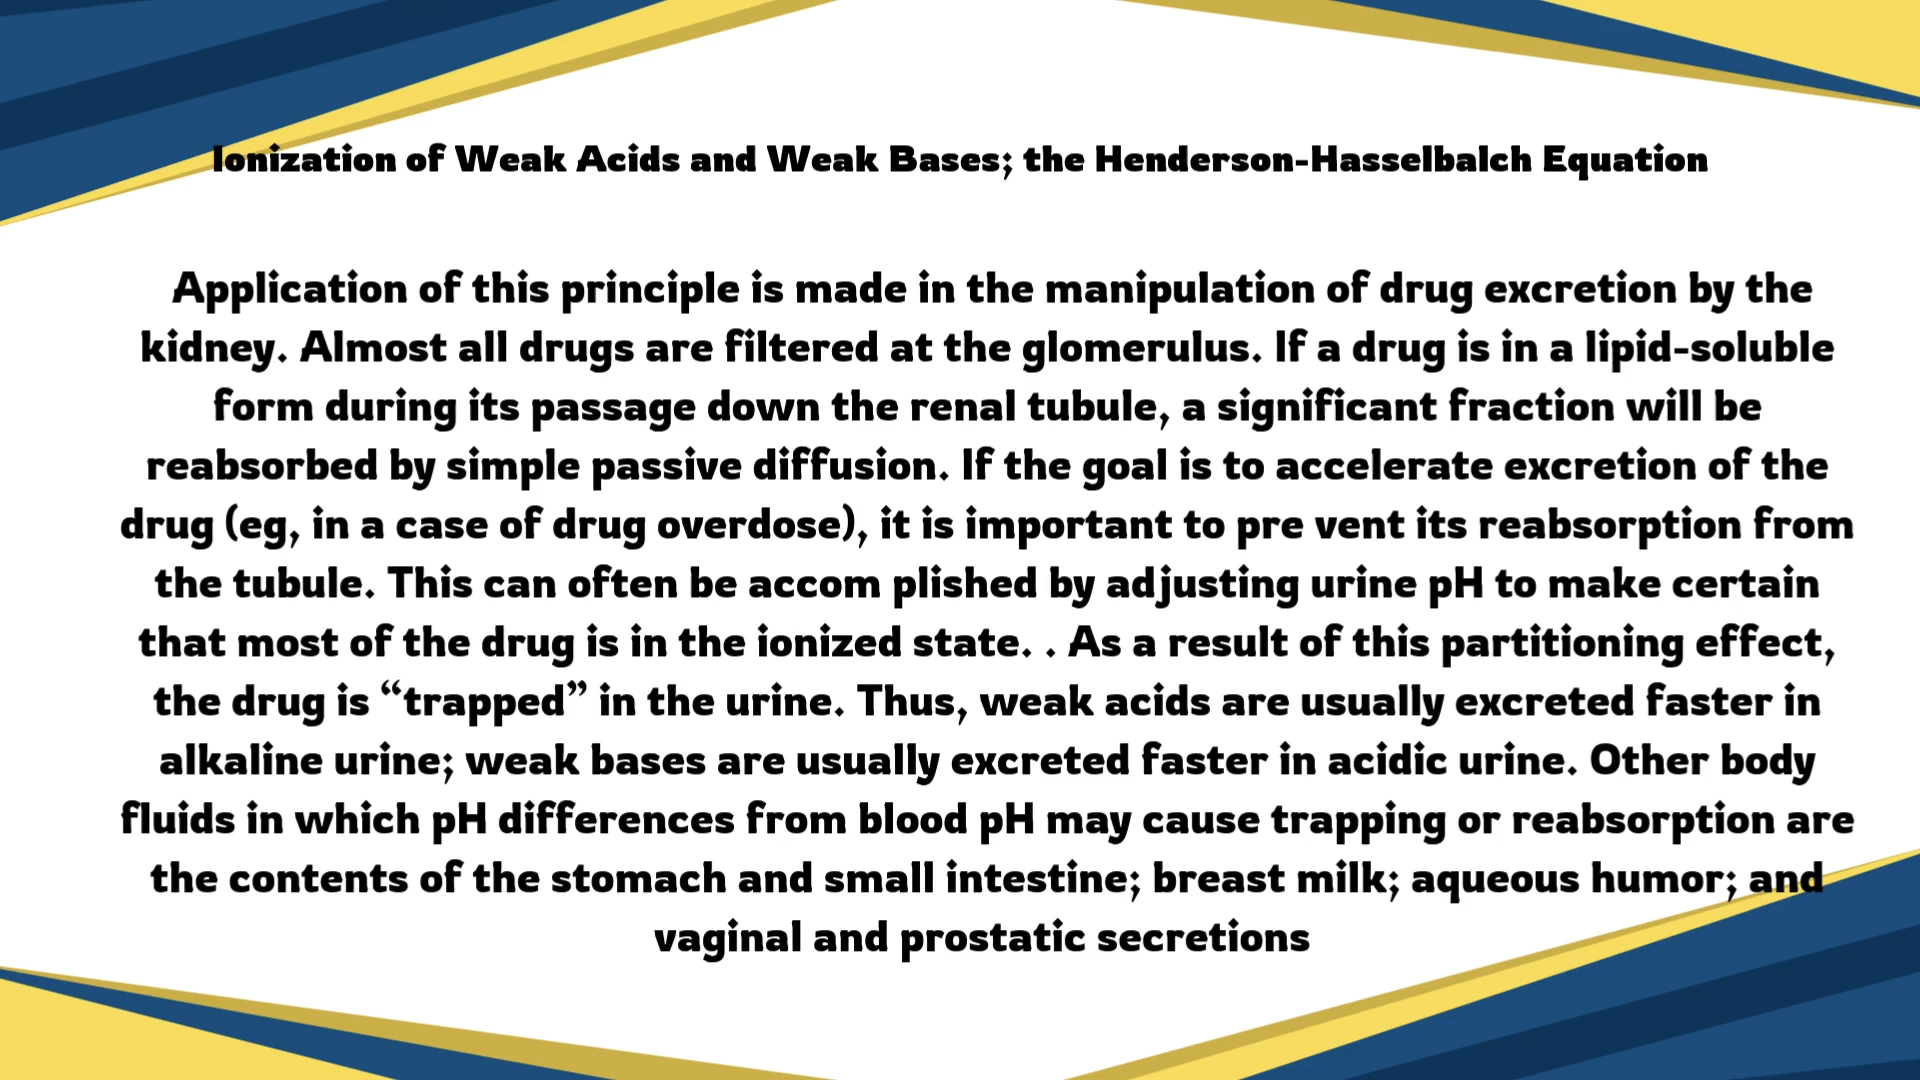 Ionization of Weak Acids and Weak Bases; the Henderson-Hasselbalch Equation
Application of this principle is made in the manipulation of drug excretion by the
kidney. Almost all drugs are filtered at the glomerulus. If a drug is in a lipid-soluble
form during its passage down the renal tubule, a significant fraction will be
reabsorbed by simple passive diffusion. If the goal is to accelerate excretion of the
drug (eg, in a case of drug overdose), it is important to pre vent its reabsorption from
the tubule. This can often be accom plished by adjusting urine pH to make certain
that most of the drug is in the ionized state. . As a result of this partitioning effect,
the drug is “trapped” in the urine. Thus, weak acids are usually excreted faster in
alkaline urine; weak bases are usually excreted faster in acidic urine. Other body
fluids in which pH differences from blood pH may cause trapping or reabsorption are
the contents of the stomach and small intestine; breast milk; aqueous humor; and
vaginal and prostatic secretions